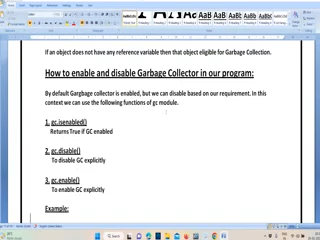 If an object does not have any reference variable then that object eligible for Garbage Collection.
How to enable and disable Garbage Collector in our program:
By default Gargbage collector is enabled, but we can disable based on our requirement. In this
context we can use the following functions of gc module.
1. gc.isenabled()
Returns True if GC enabled
2. gc.disable()
To disable GC explicitly
3. gc.enable()
To enable GC explicitly
Example:
Search